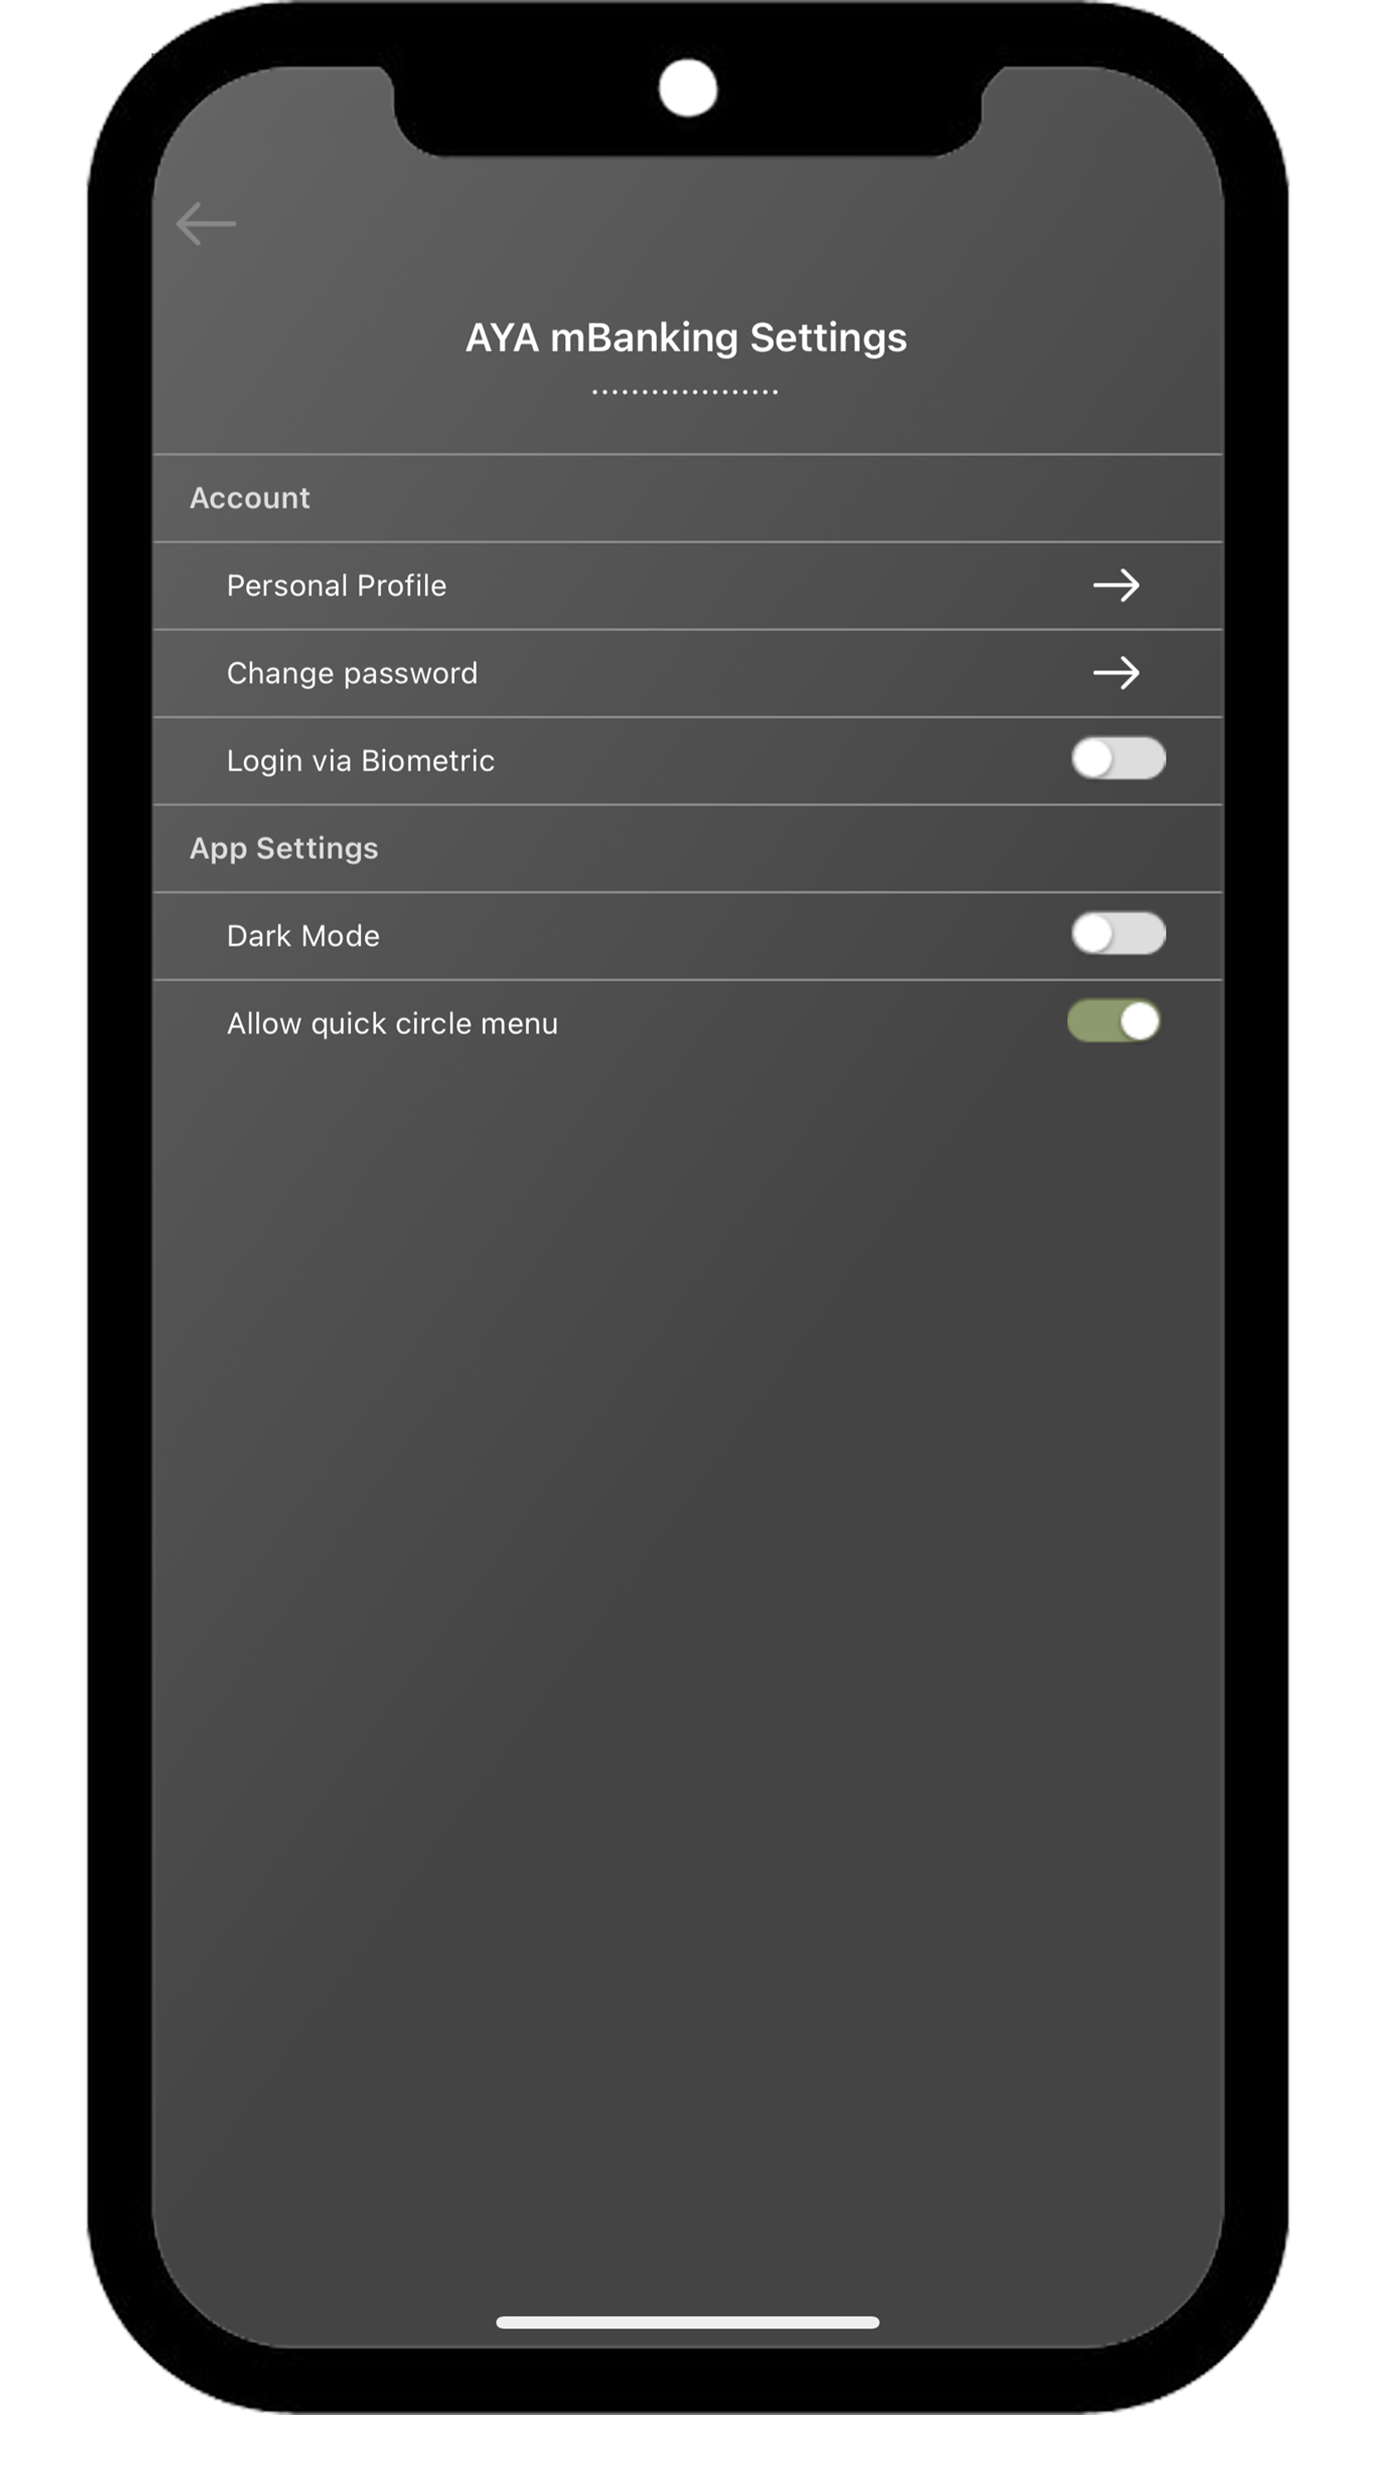 AYA mBanking Settings
Account
Personal Profile
Change password
Login via Biometric
App Settings
Dark Mode
Allow quick circle menu